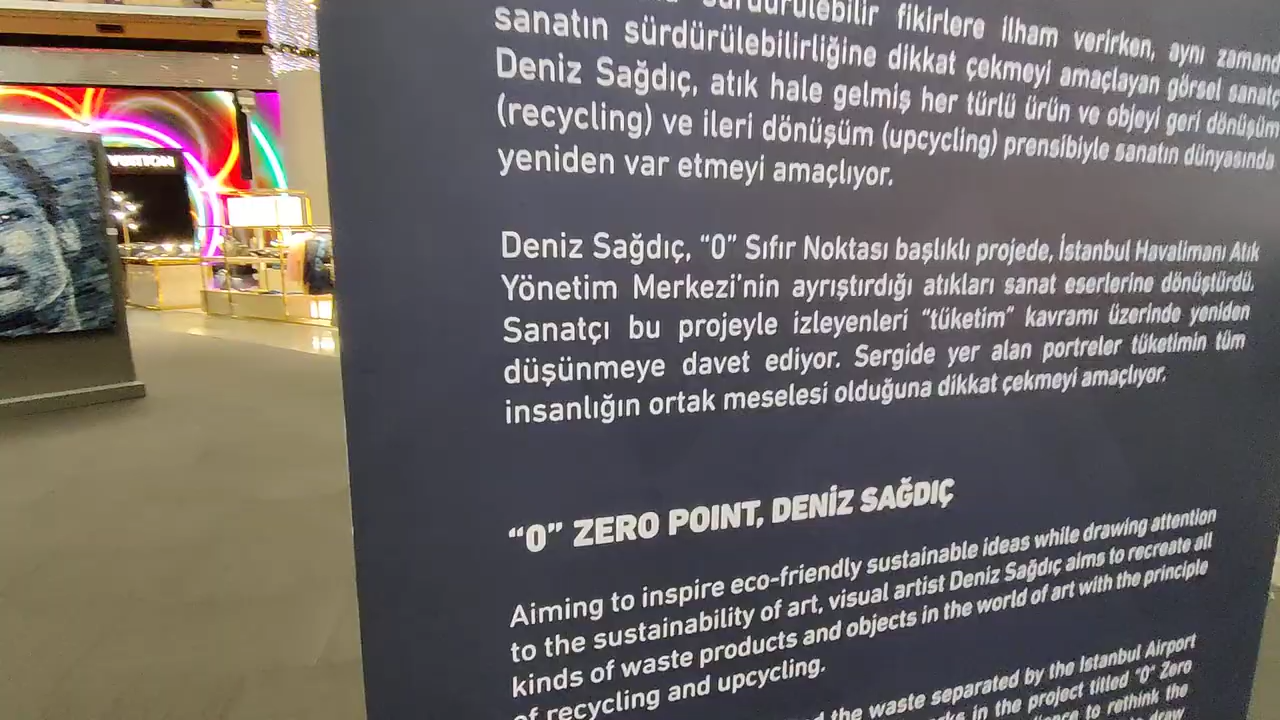 sürdürülebilir fikirlere ilham verirken, aynı
sanatın sürdürülebilirliğine dikkat çekmeyi amaçlayan görsel
Deniz Sağdıç, atık hale gelmiş her türlü ürün ve objeyi geri dönüşüm
(recycling) ve ileri dönüşüm (upcycling) prensibiyle sanatın dünyasında
yeniden var etmeyi amaçlıyor.
Deniz Sağdıç, “0” Sıfır Noktası başlıklı projede, İstanbul Havalimanı Atık
Yönetim Merkezi'nin ayrıştırdığı atıkları sanat eserlerine dönüştürdü.
Sanatçı bu projeyle izleyenleri “tüketim” kavramı üzerinde yeniden
düşünmeye davet ediyor. Sergide yer alan portreler tüketimin tüm
insanlığın ortak meselesi olduğuna dikkat çekmeyi amaçlıyor.
“0” ZERO POINT, DENİZ SAĞDIÇ
Aiming to inspire eco-friendly sustainable ideas while drawing attention
to the sustainability of art, visual artist Deniz Sağdıç aims to recreate all
kinds of waste products and objects in the world of art with the principle
of recycling and upcycling.
the waste separated by the Istanbul Airport
in the project titled “0” Zero
to rethink the
draw